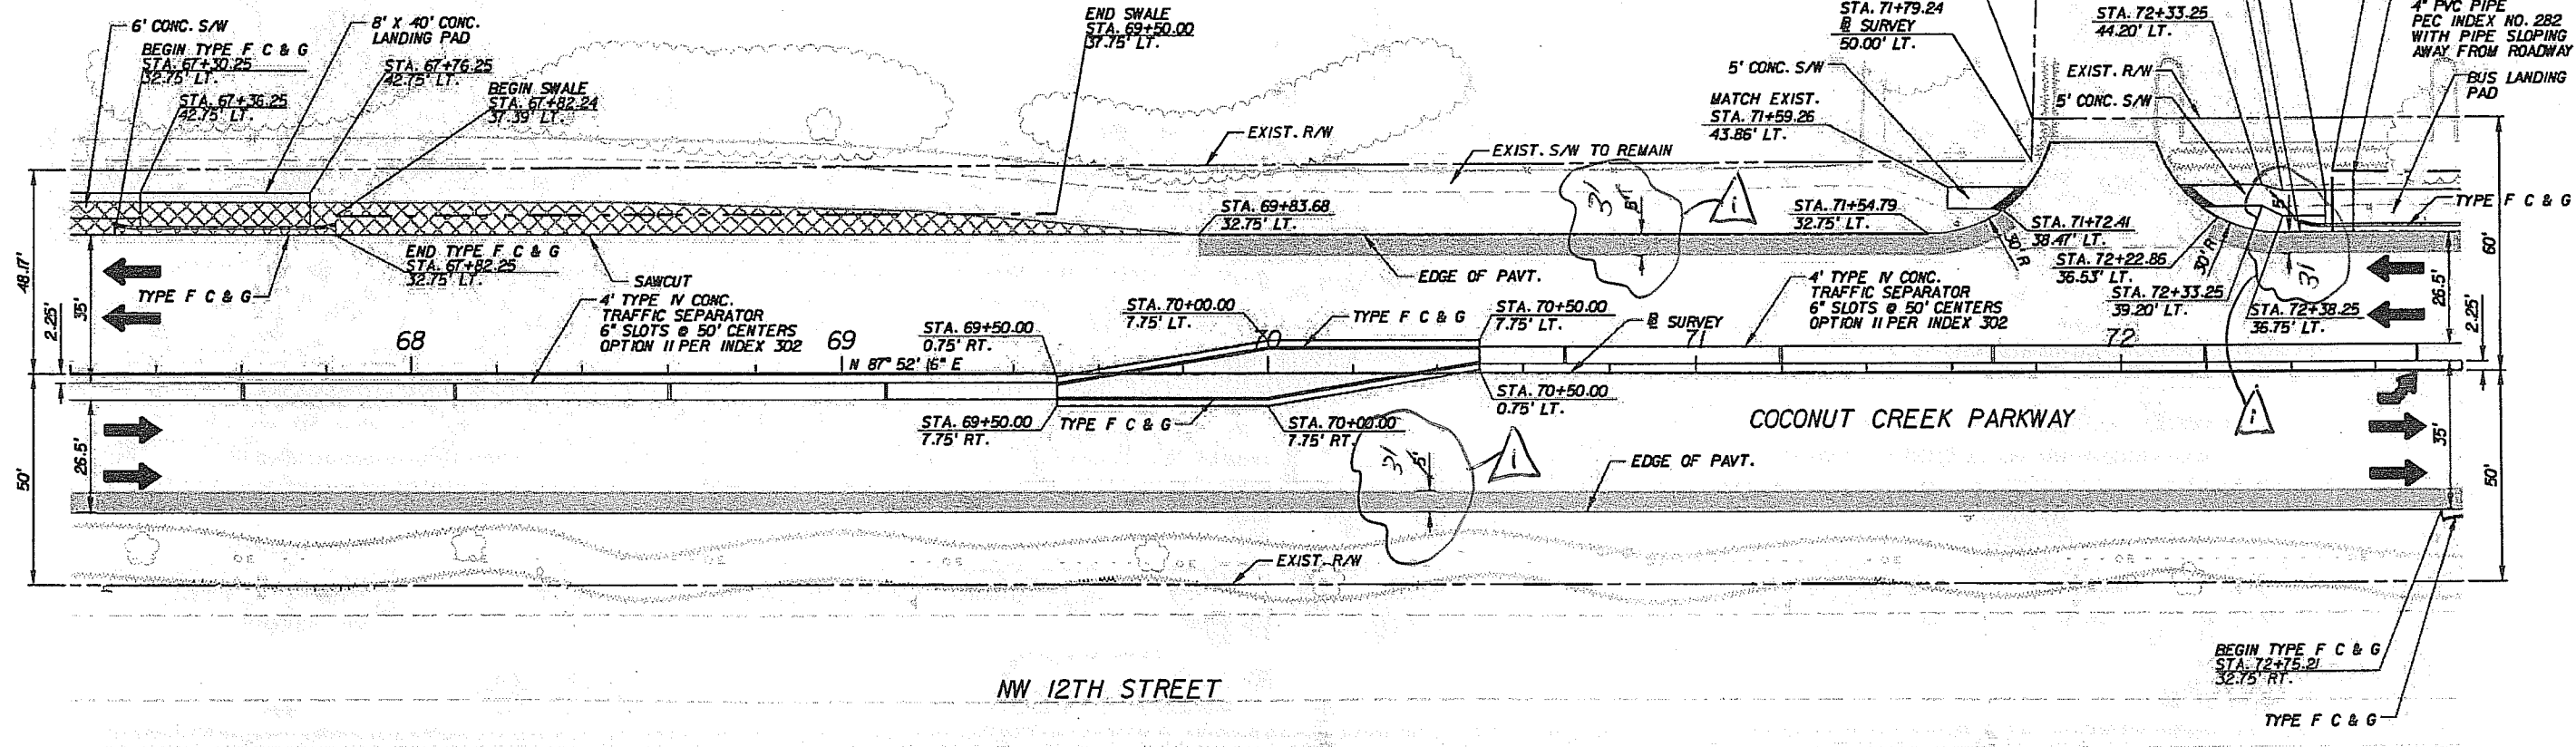 6' CONC. S/W
BEGIN TYPE F C & G
STA. 67+30.25
32.75' LT.
STA. 67+36.25
42.75' LT.
8' X 40' CONC.
LANDING PAD
STA. 67+76.25
42.75' LT.
BEGIN SWALE
STA. 67+82.24
37.39' LT.
END SWALE
STA. 69+50.00
37.75' LT.
EXIST. R/W
EXIST. S/W TO REMAIN
5' CONC. S/W
MATCH EXIST.
STA. 71+59.26
43.86' LT.
STA. 71+79.24
B SURVEY
50.00' LT.
STA. 72+33.25
44.20' LT.
EXIST. R/W
5' CONC. S/W
4" PVC PIPE
PEC INDEX NO. 282
WITH PIPE SLOPING
AWAY FROM ROADWAY
BUS LANDING
PAD
TYPE F C & G
48.17'
2.25'
35'
TYPE F C & G
END TYPE F C & G
STA. 67+82.25
32.75' LT.
SAWCUT
4' TYPE IV CONC.
TRAFFIC SEPARATOR
6" SLOTS @ 50' CENTERS
OPTION II PER INDEX 302
STA. 69+83.68
32.75' LT.
3'
i
EDGE OF PAVT.
STA. 71+54.79
32.75' LT.
STA. 71+72.41
38.47' LT.
30' R
STA. 72+22.86
36.53' LT.
30' R
STA. 72+33.25
39.20' LT.
5'
3'
STA. 72+38.25
36.75' LT.
i
60'
26.5'
2.25'
68
69
70
71
72
N 87° 52' 16" E
STA. 69+50.00
0.75' RT.
STA. 70+00.00
7.75' LT.
TYPE F C & G
STA. 70+50.00
7.75' LT.
B SURVEY
4' TYPE IV CONC.
TRAFFIC SEPARATOR
6" SLOTS @ 50' CENTERS
OPTION II PER INDEX 302
STA. 70+50.00
0.75' LT.
50'
26.5'
STA. 69+50.00
7.75' RT.
TYPE F C & G
STA. 70+00.00
7.75' RT.
3'
5'
i
COCONUT CREEK PARKWAY
EDGE OF PAVT.
35'
50'
OE
OE
OE
OE
OE
EXIST. R/W
NW 12TH STREET
BEGIN TYPE F C & G
STA. 72+75.21
32.75' RT.
TYPE F C & G